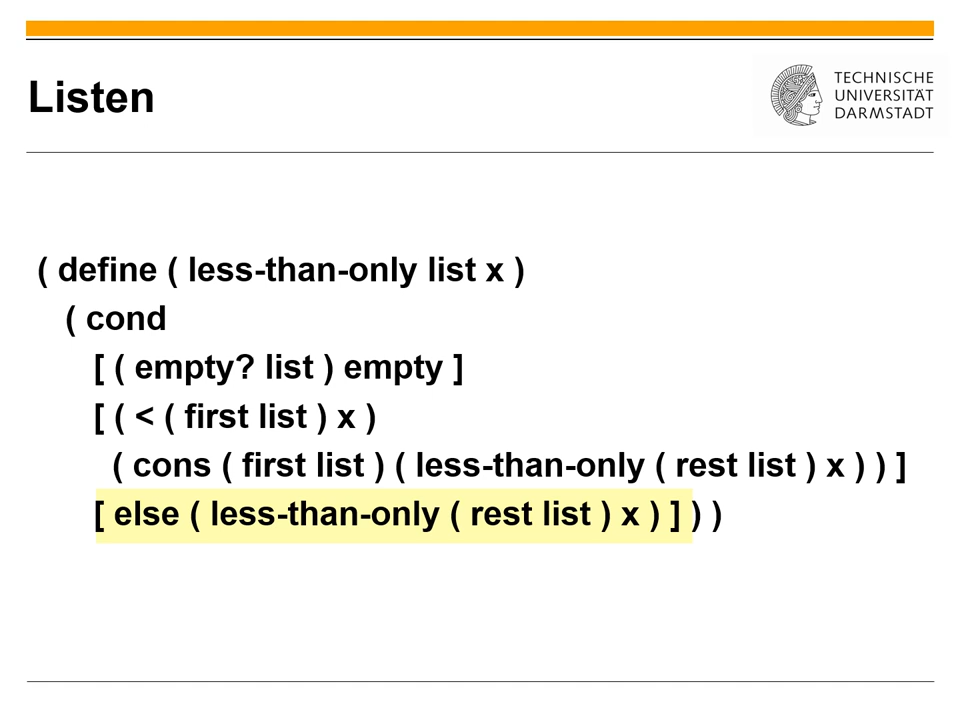 Listen
TECHNISCHE
UNIVERSITÄT
DARMSTADT
( define ( less-than-only list x )
( cond
[ ( empty? list ) empty ]
[ ( < ( first list ) x )
( cons ( first list ) ( less-than-only ( rest list ) x ) ) ]
[ else ( less-than-only ( rest list ) x ) ] ) )